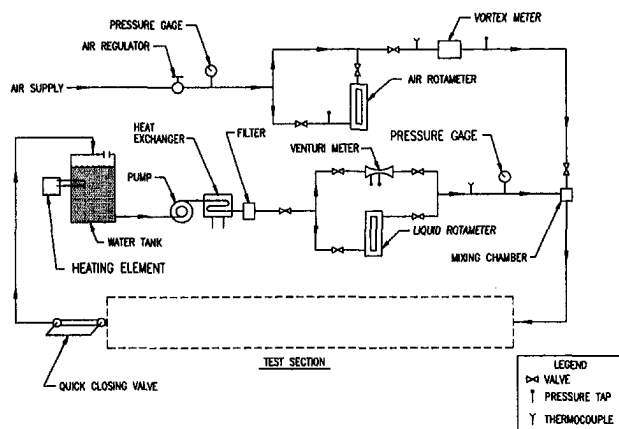 PRESSURE GAGE
VORTEX METER
AIR REGULATOR
AIR SUPPLY
AIR ROTAMETER
HEAT
EXCHANGER
FILTER
PRESSURE GAGE
VENTURI METER
PUMP
LIQUID ROTAMETER
WATER TANK
MIXING CHAMBER
HEATING ELEMENT
TEST SECTION
QUICK CLOSING VALVE
LEGEND
VALVE
PRESSURE TAP
THERMOCOUPLE